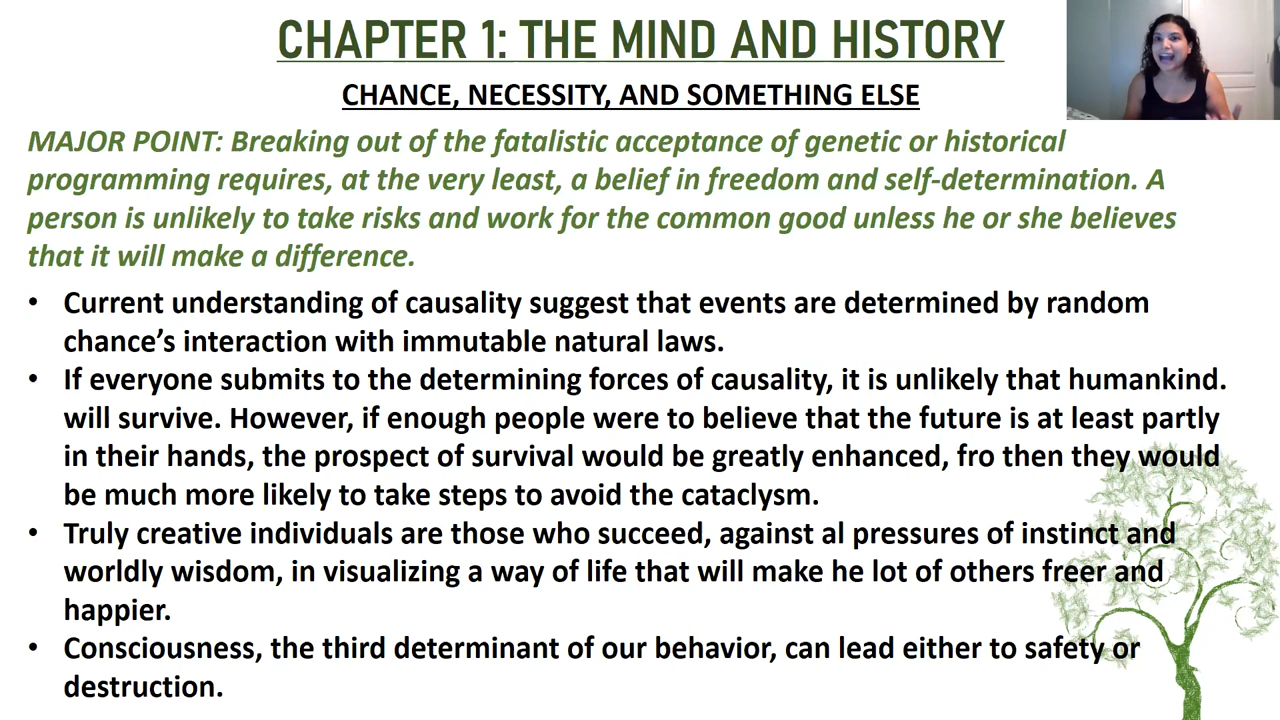 CHAPTER 1: THE MIND AND HISTORY
CHANCE, NECESSITY, AND SOMETHING ELSE
MAJOR POINT: Breaking out of the fatalistic acceptance of genetic or historical
programming requires, at the very least, a belief in freedom and self-determination. A
person is unlikely to take risks and work for the common good unless he or she believes
that it will make a difference.
• Current understanding of causality suggest that events are determined by random
chance's interaction with immutable natural laws.
• If everyone submits to the determining forces of causality, it is unlikely that humankind.
will survive. However, if enough people were to believe that the future is at least partly
in their hands, the prospect of survival would be greatly enhanced, fro then they would
be much more likely to take steps to avoid the cataclysm.
• Truly creative individuals are those who succeed, against al pressures of instinct and
worldly wisdom, in visualizing a way of life that will make he lot of others freer and
happier.
• Consciousness, the third determinant of our behavior, can lead either to safety or
destruction.